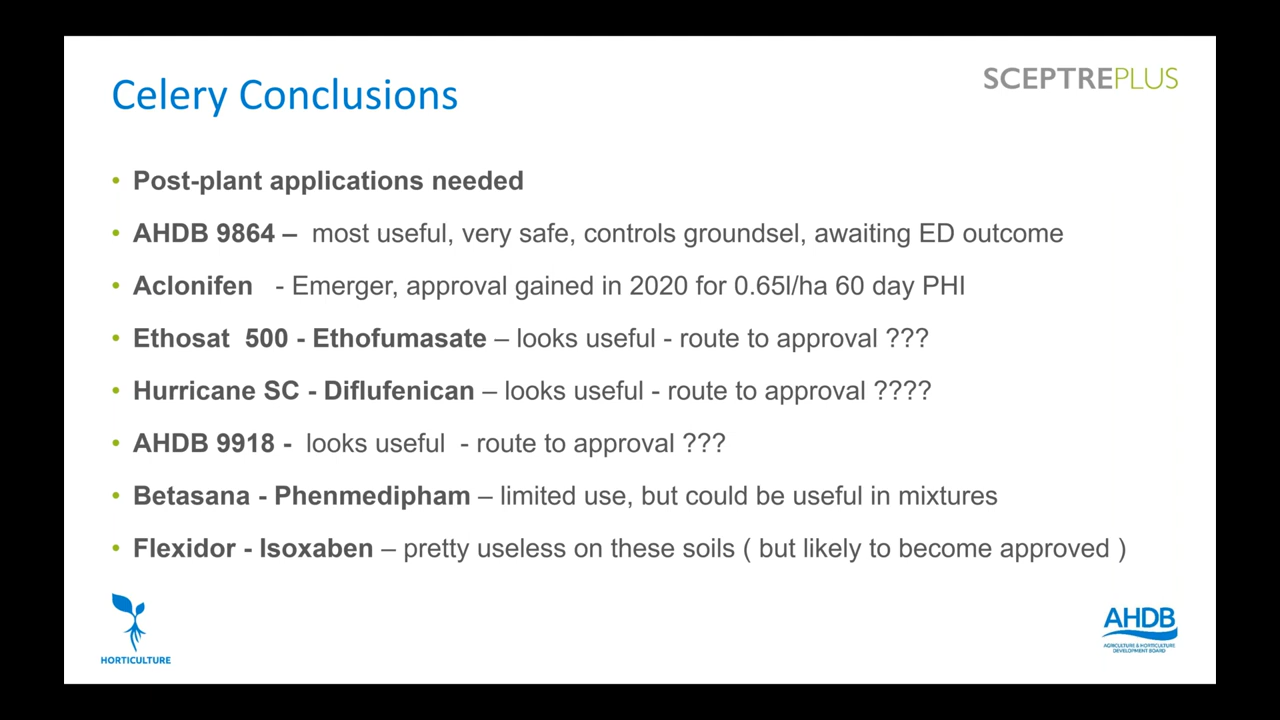 Celery Conclusions
SCEPTREPLUS
• Post-plant applications needed
• AHDB 9864 – most useful, very safe, controls groundsel, awaiting ED outcome
• Aclonifen - Emerger, approval gained in 2020 for 0.65l/ha 60 day PHI
• Ethosat 500 - Ethofumasate – looks useful - route to approval ???
• Hurricane SC - Diflufenican – looks useful - route to approval ????
• AHDB 9918 - looks useful - route to approval ???
• Betasana - Phenmedipham – limited use, but could be useful in mixtures
• Flexidor - Isoxaben – pretty useless on these soils ( but likely to become approved )
HORTICULTURE
AHDB
AGRICULTURE & HORTICULTURE
DEVELOPMENT BOARD